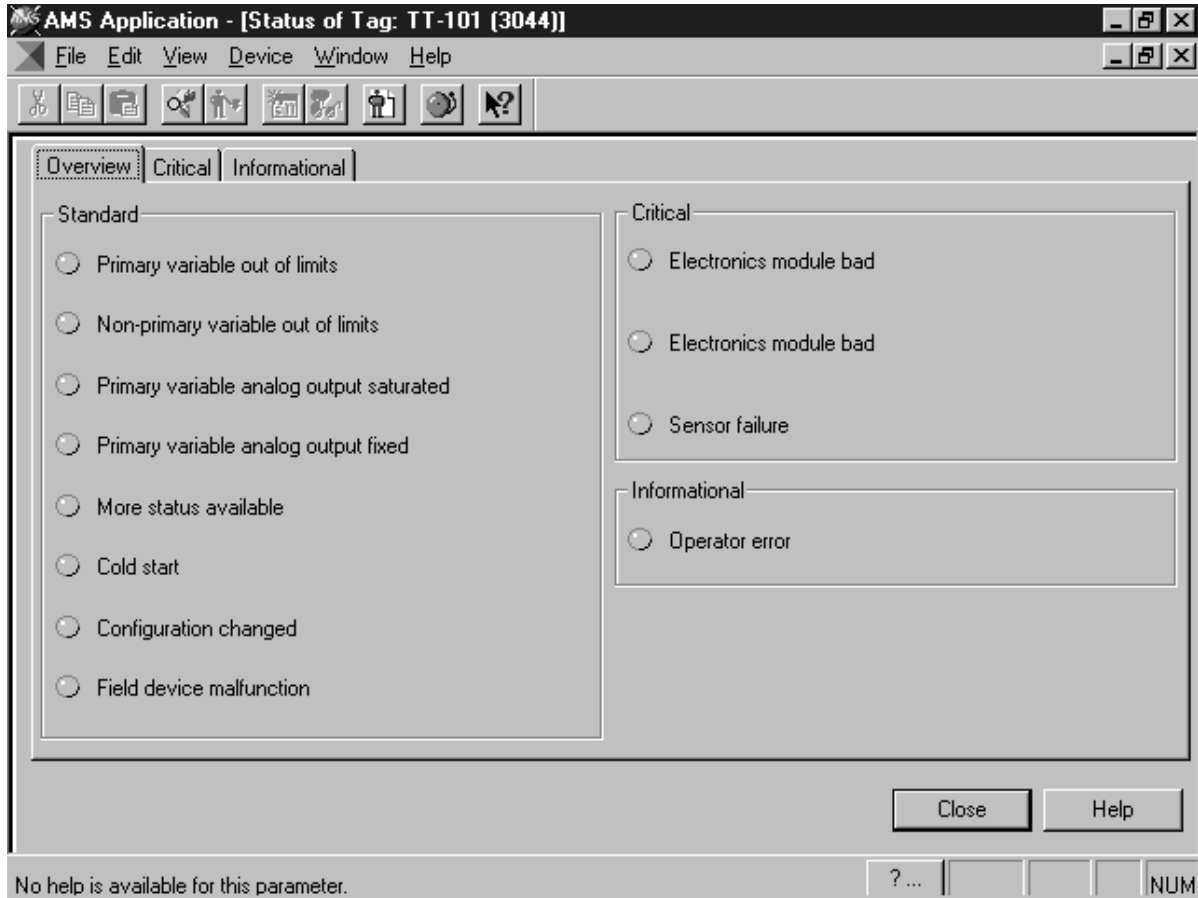 AMS Application - [Status of Tag: TT-101 (3044)]
File Edit View Device Window Help
Overview Critical Informational
Standard
Primary variable out of limits
Non-primary variable out of limits
Primary variable analog output saturated
Primary variable analog output fixed
More status available
Cold start
Configuration changed
Field device malfunction
Critical
Electronics module bad
Electronics module bad
Sensor failure
Informational
Operator error
Close Help
No help is available for this parameter. ? ... NUM